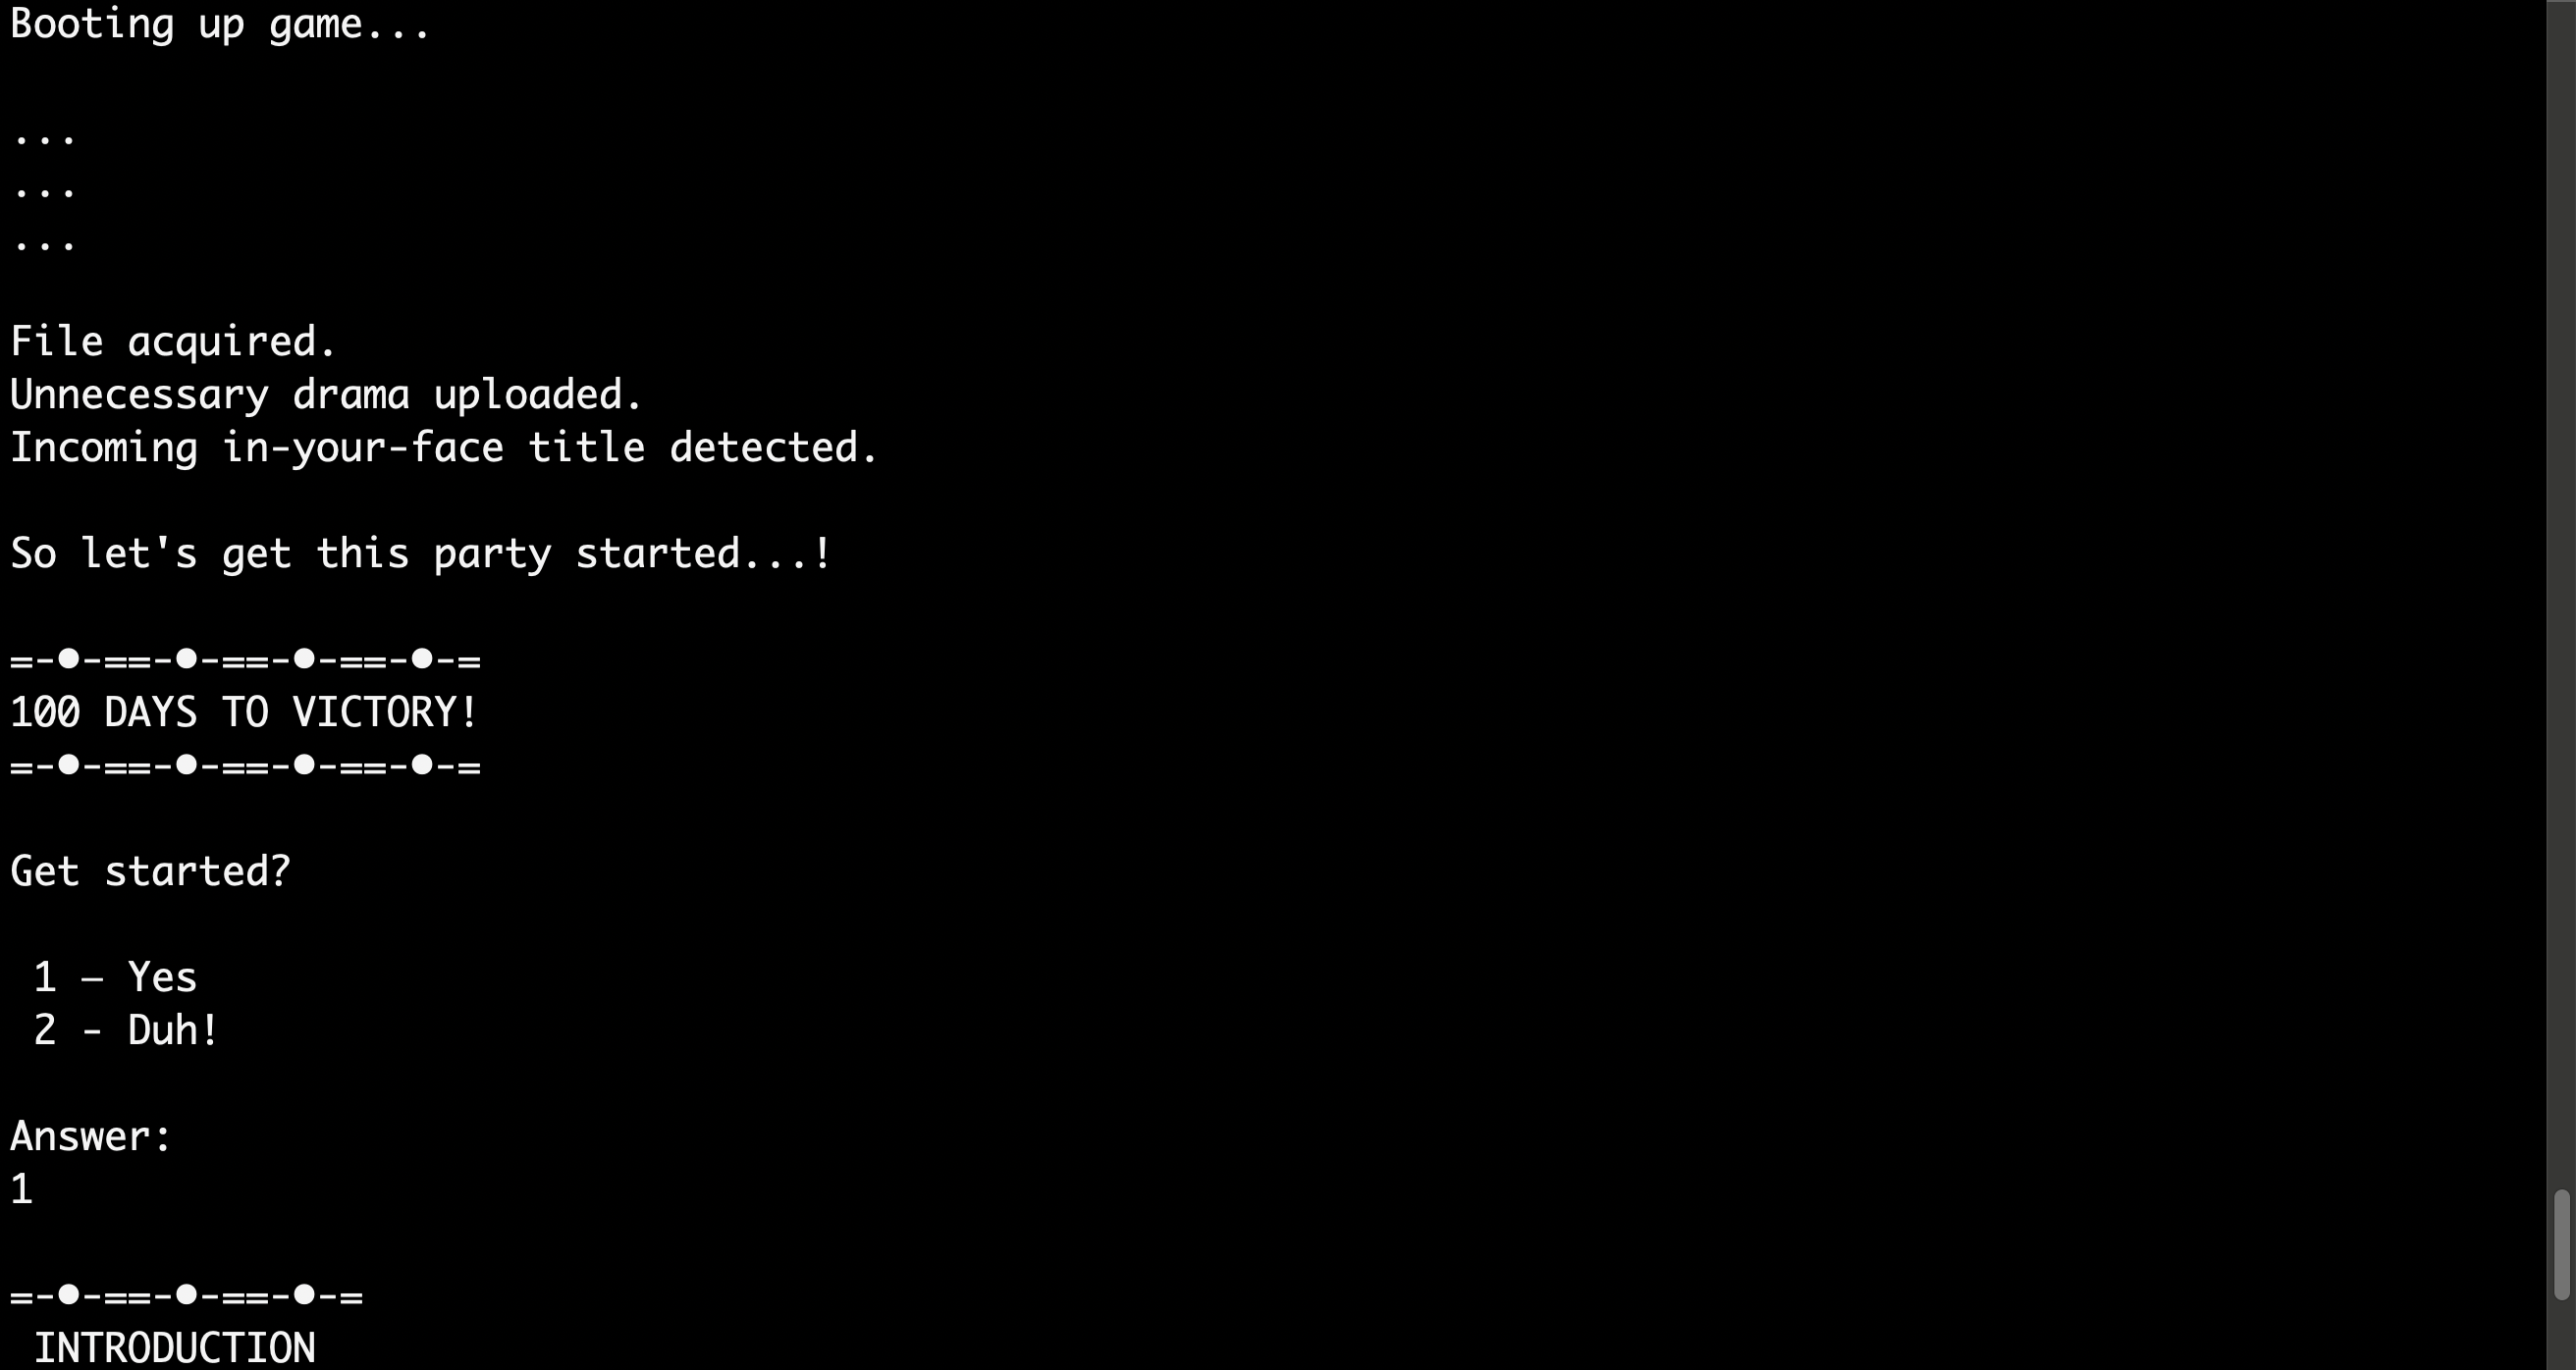 Booting up game...
...
...
...
File acquired.
Unnecessary drama uploaded.
Incoming in-your-face title detected.
So let's get this party started...!
=-●-==-●-==-●-==-●-=
100 DAYS TO VICTORY!
=-●-==-●-==-●-==-●-=
Get started?
1 – Yes
2 - Duh!
Answer:
1
=-●-==-●-==-●-=
INTRODUCTION